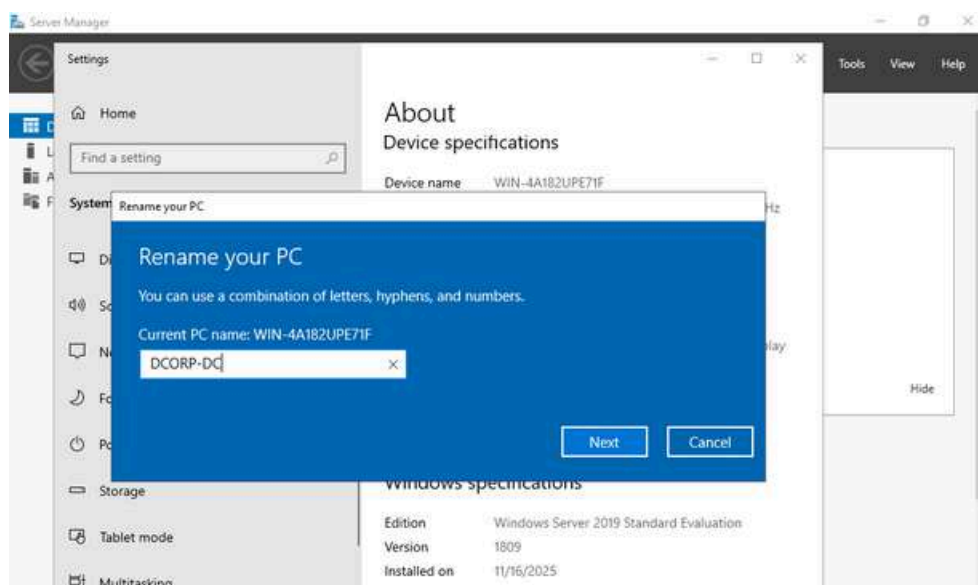 Server Manager
Settings
Tools View Help
Home
Find a setting
System
About
Device specifications
Device name WIN-4A182UPE71F
Hz
Rename your PC
Rename your PC
You can use a combination of letters, hyphens, and numbers.
Current PC name: WIN-4A182UPE71F
DCORP-DC
Next Cancel
Hide
Storage
Tablet mode
Multitasking
Windows specifications
Edition Windows Server 2019 Standard Evaluation
Version 1809
Installed on 11/16/2025